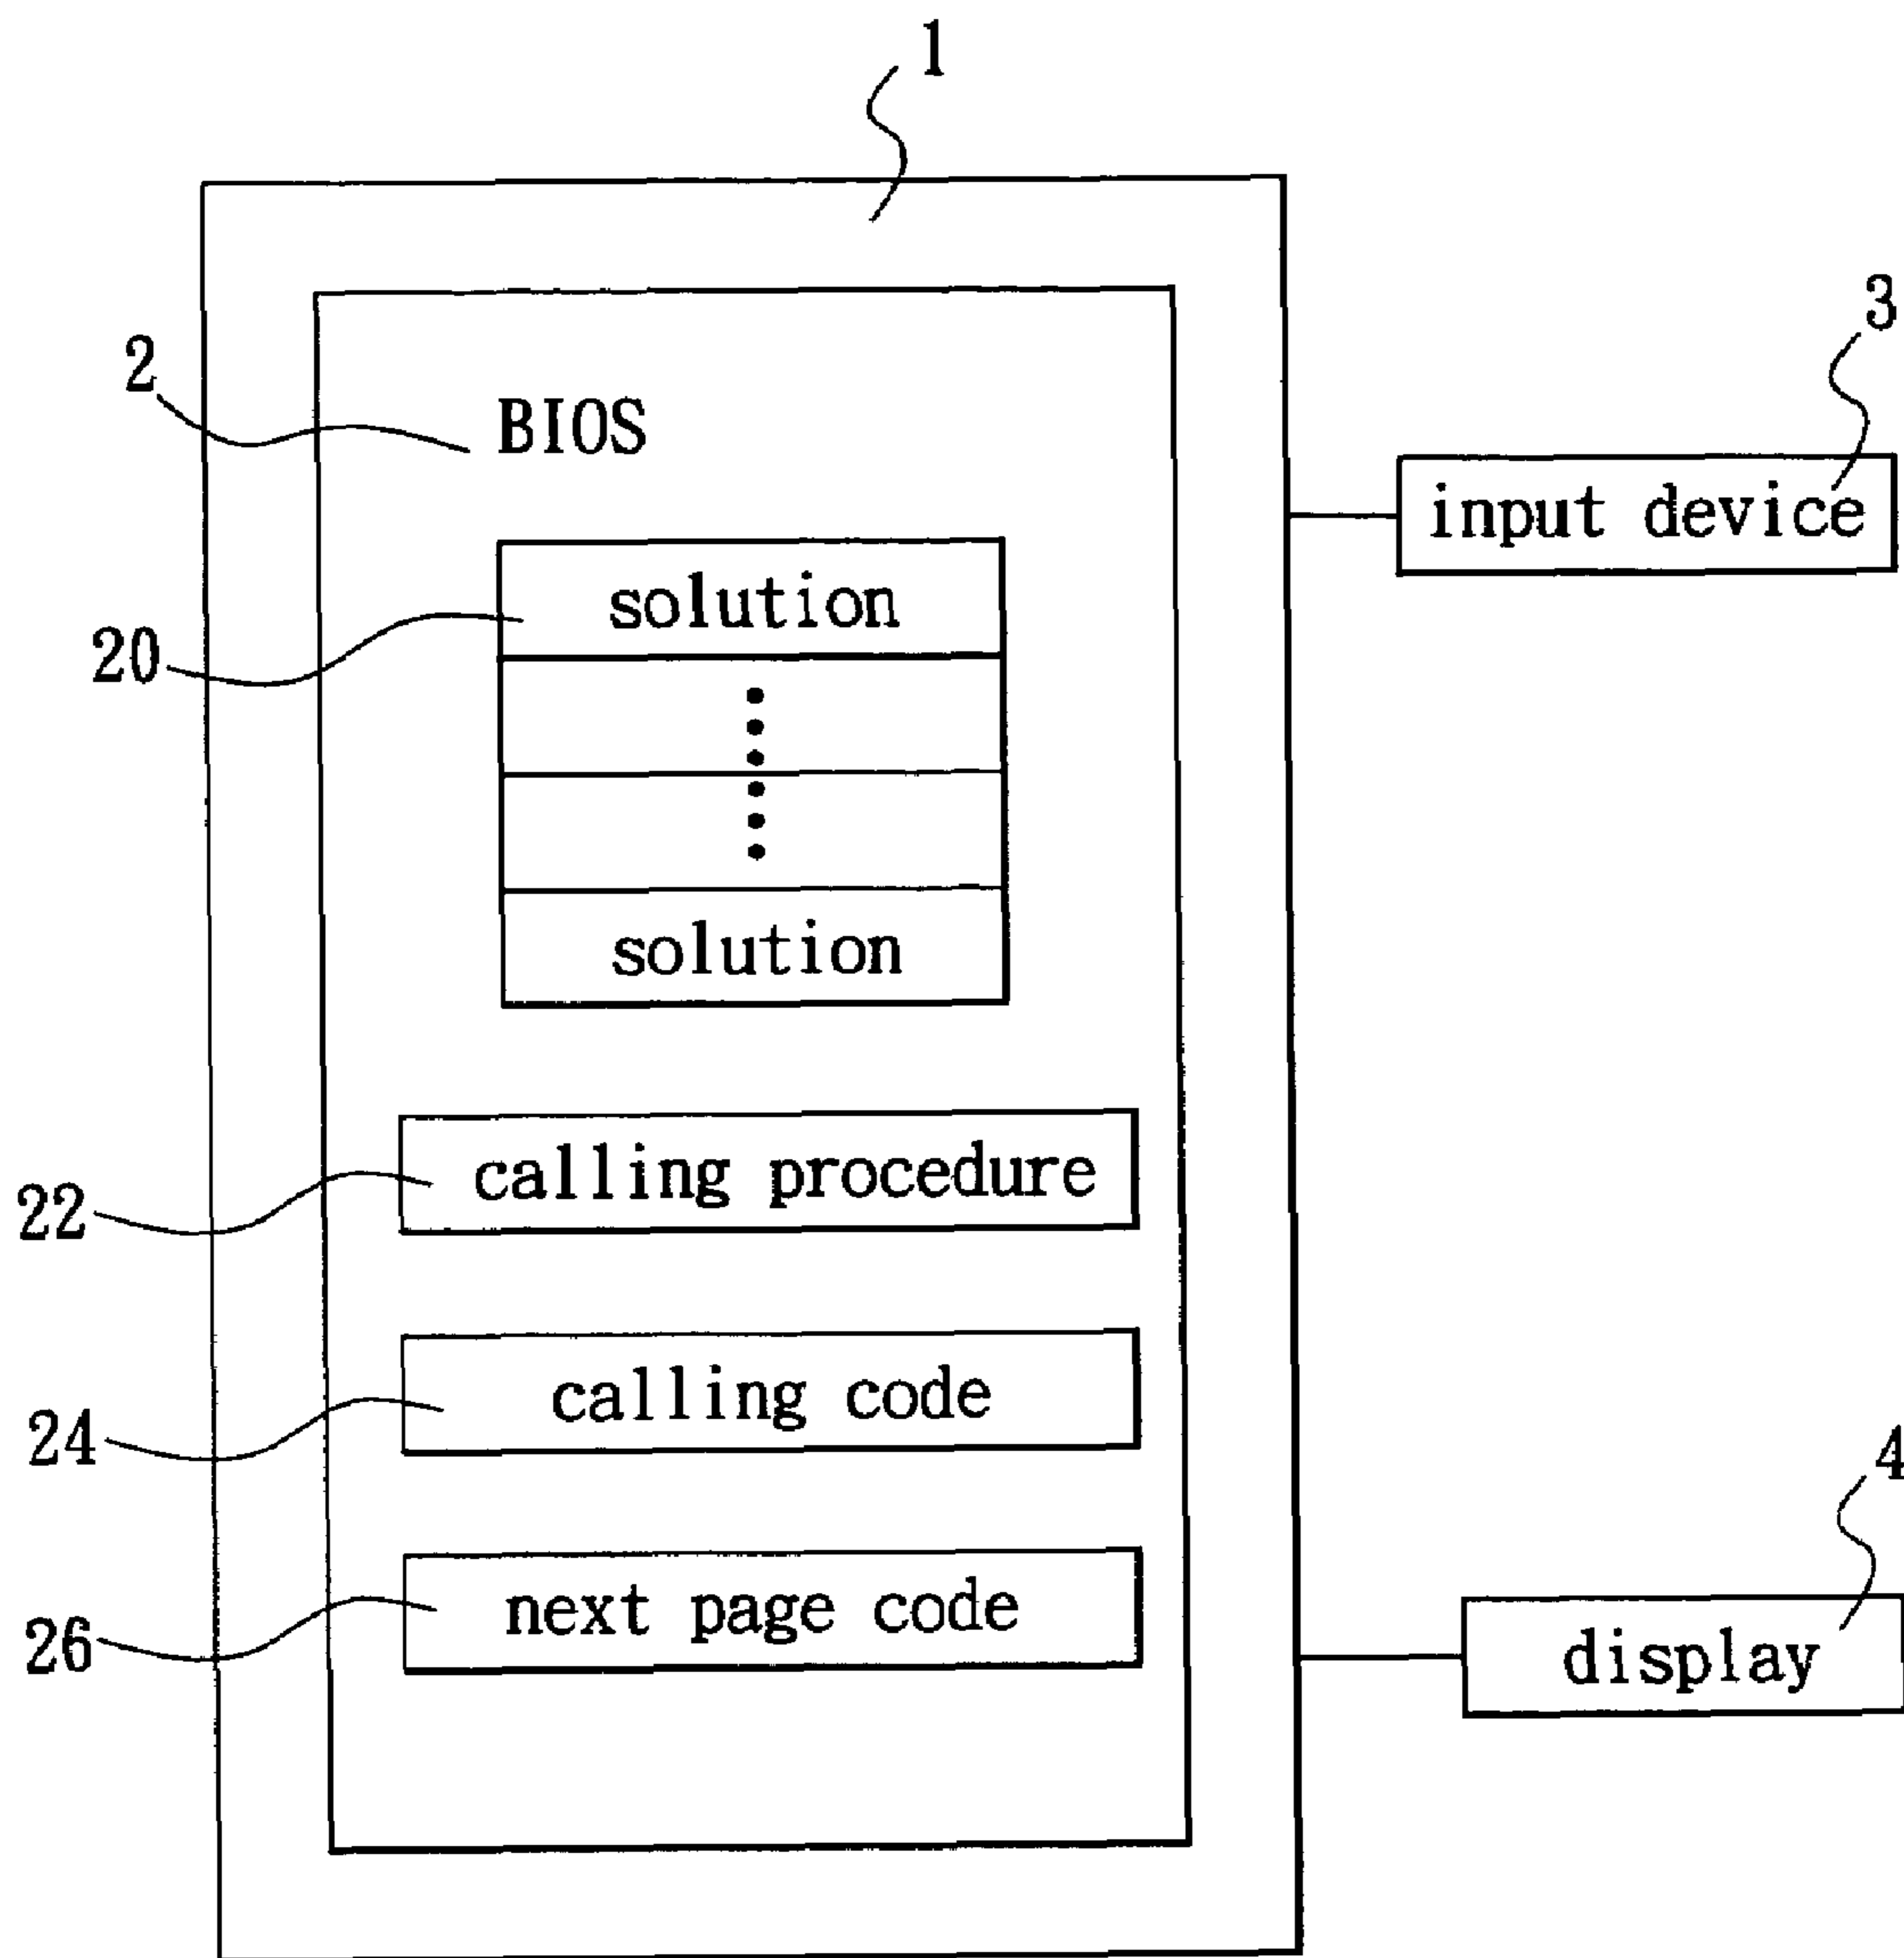 1
3
2
BIOS
input device
solution
20
solution
calling procedure
22
calling code
24
4
next page code
26
display